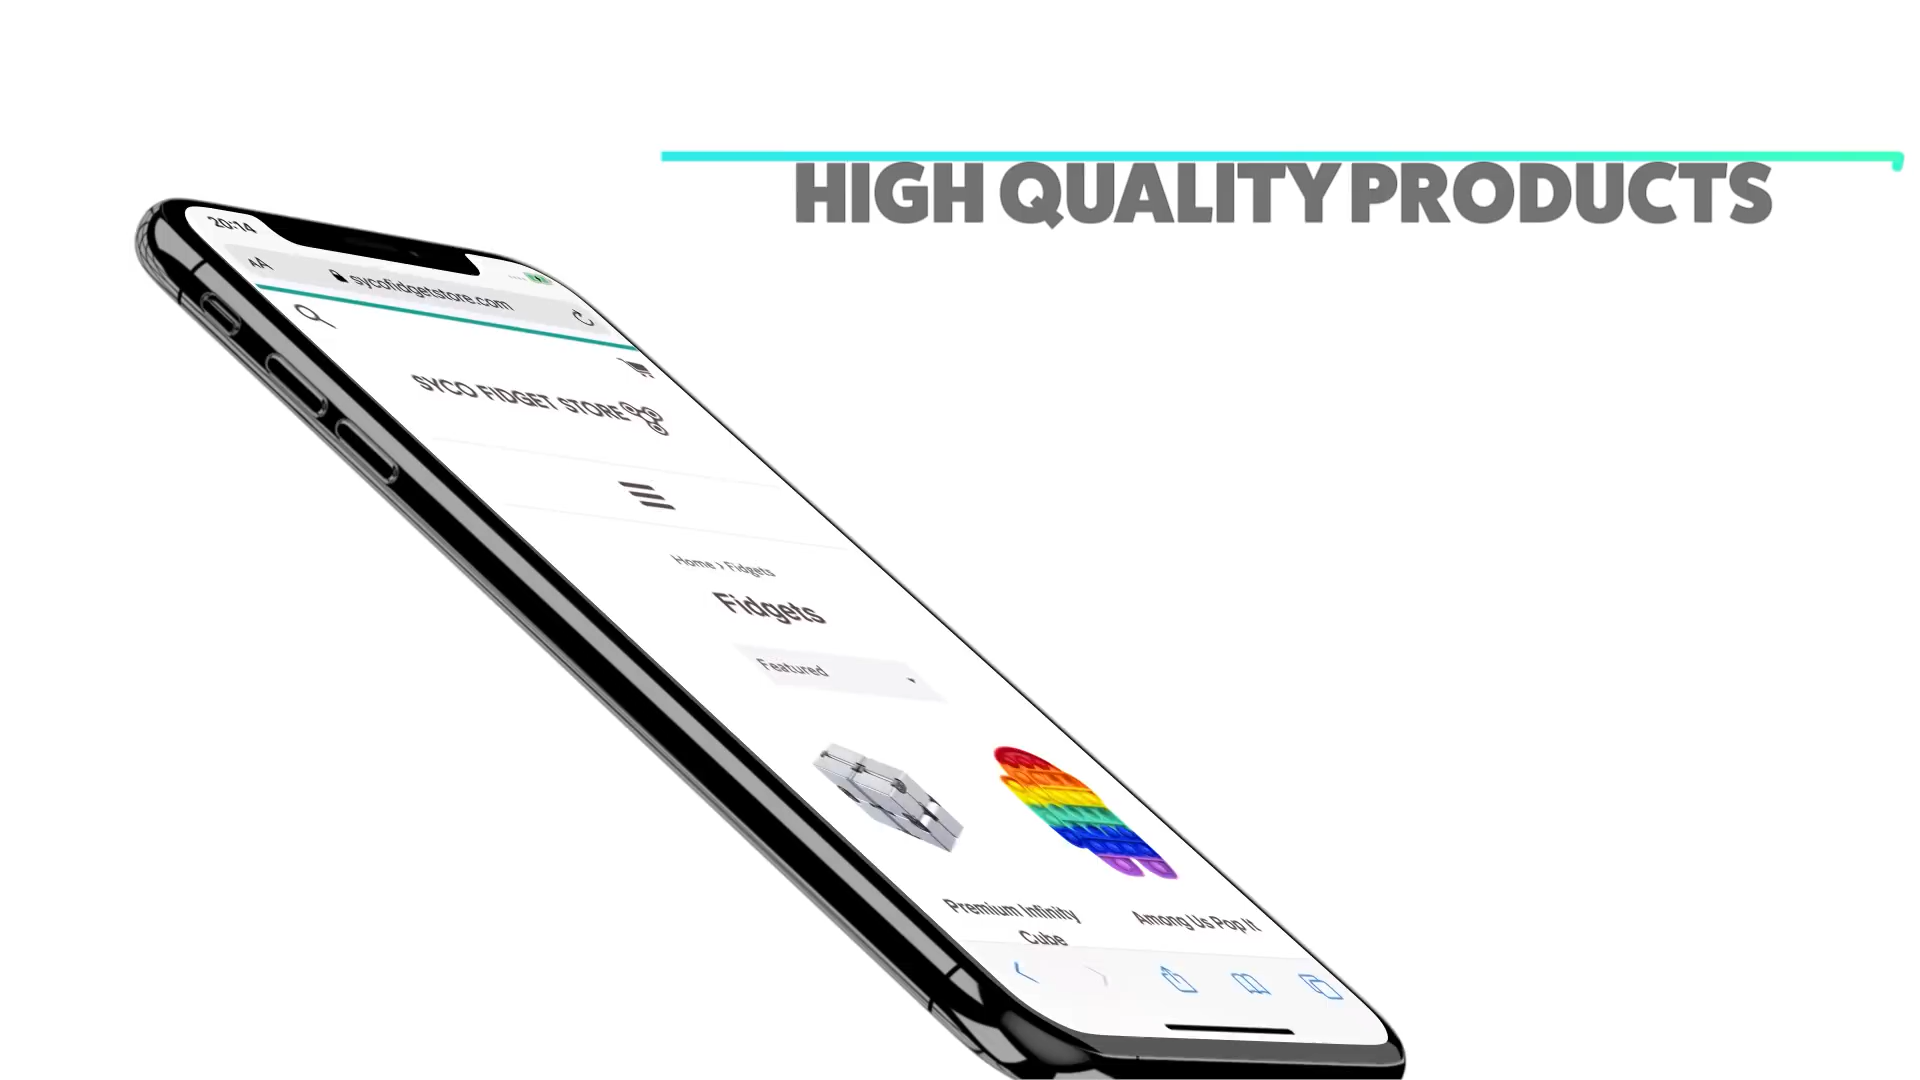 HIGH QUALITY PRODUCTS
20:14
AA sycofidgetstore.com
SYCO FIDGET STORE
Home › Fidgets
Fidgets
Featured
Premium Infinity
Cube
Among Us Pop It